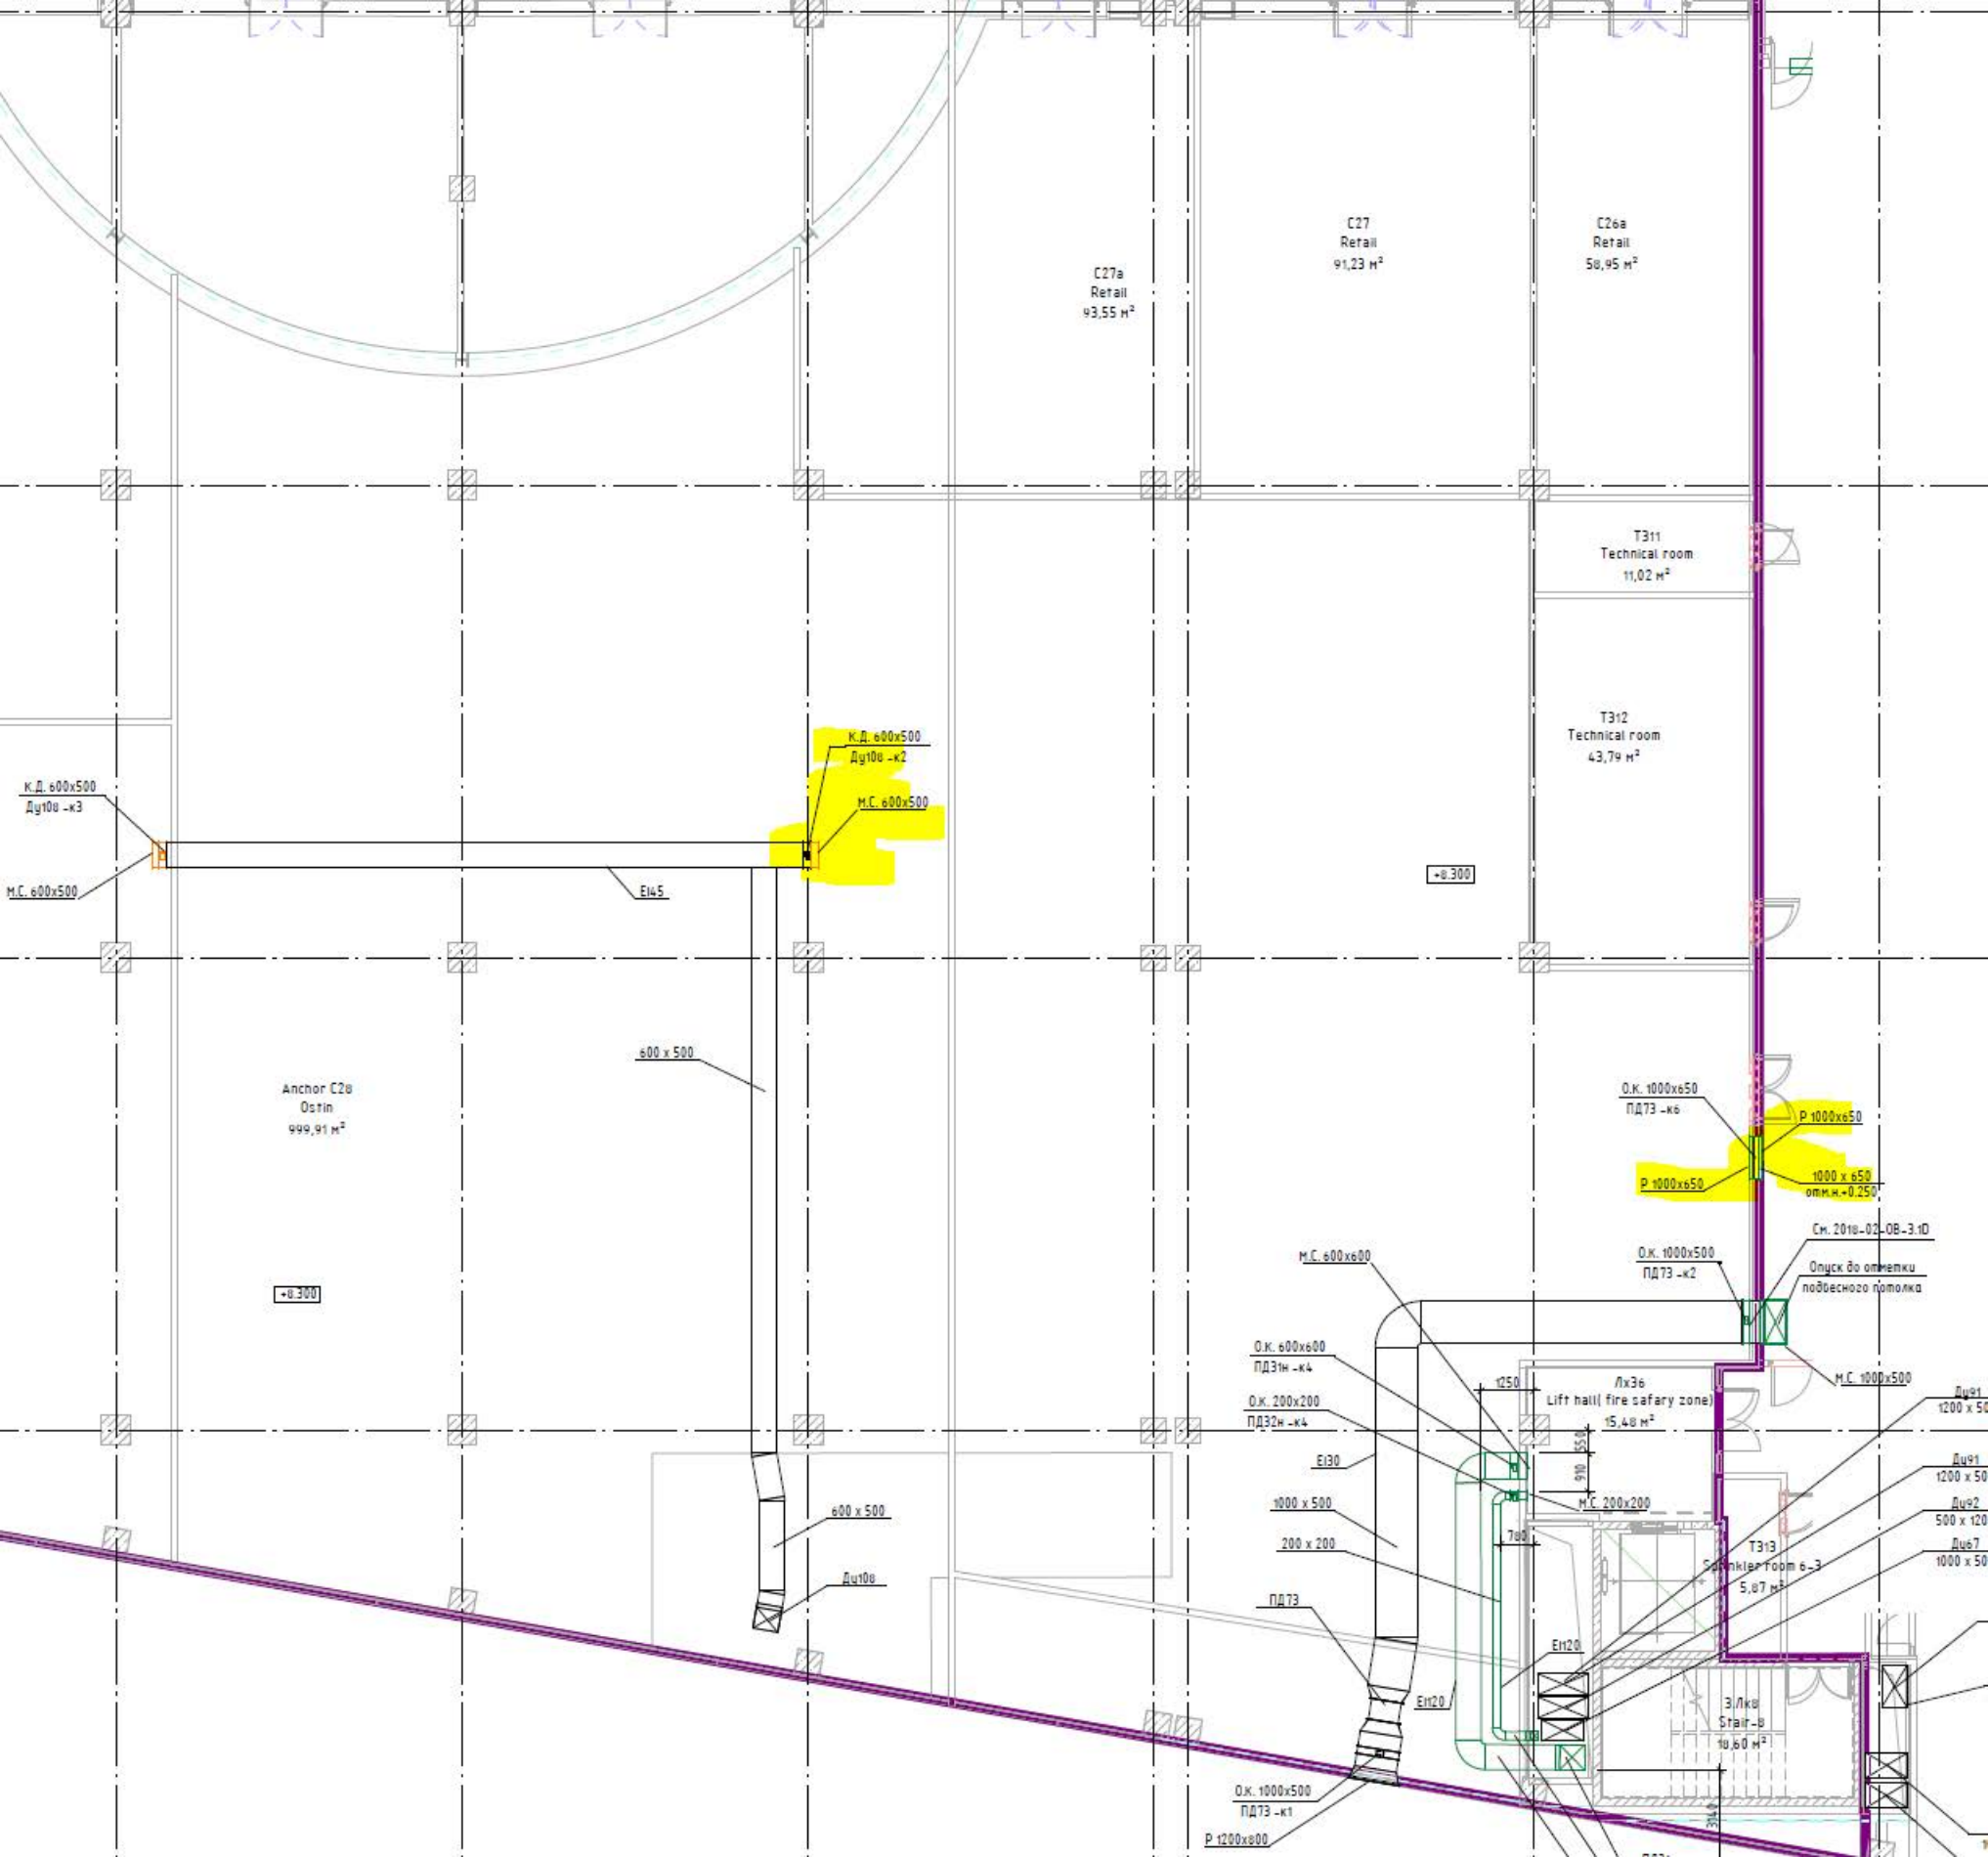 C27
Retail
91,23 м²
C26a
Retail
58,95 м²
C27a
Retail
93,55 м²
T311
Technical room
11,02 м²
T312
Technical room
43,79 м²
К.Д. 600x500
Ду108 -к2
М.С. 600x500
К.Д. 600x500
Ду108 -к3
М.С. 600x500
EI45
+8.300
600 x 500
Anchor C28
Ostin
999,91 м²
О.К. 1000x650
ПД73 -к6
Р 1000x650
Р 1000x650
1000 x 650
отм.н.+0.250
См. 2018-02-ОВ-3.1D
О.К. 1000x500
ПД73 -к2
Опуск до отметки
подвесного потолка
М.С. 600x600
+8.300
О.К. 600x600
ПД31н -к4
О.К. 200x200
ПД32н -к4
1250
Лх36
Lift hall( fire safary zone)
15,48 м²
М.С. 1000x500
Ду91
1200 x 50
550
910
EI30
Ду91
1200 x 50
1000 x 500
М.С. 200x200
Ду92
500 x 120
600 x 500
200 x 200
780
T313
Sprinkler room 6-3
5,87 м²
Ду67
1000 x 50
Ду108
ПД73
EI120
EI120
3.Лк8
Stair-8
18,60 м²
О.К. 1000x500
ПД73 -к1
Р 1200x800
3140